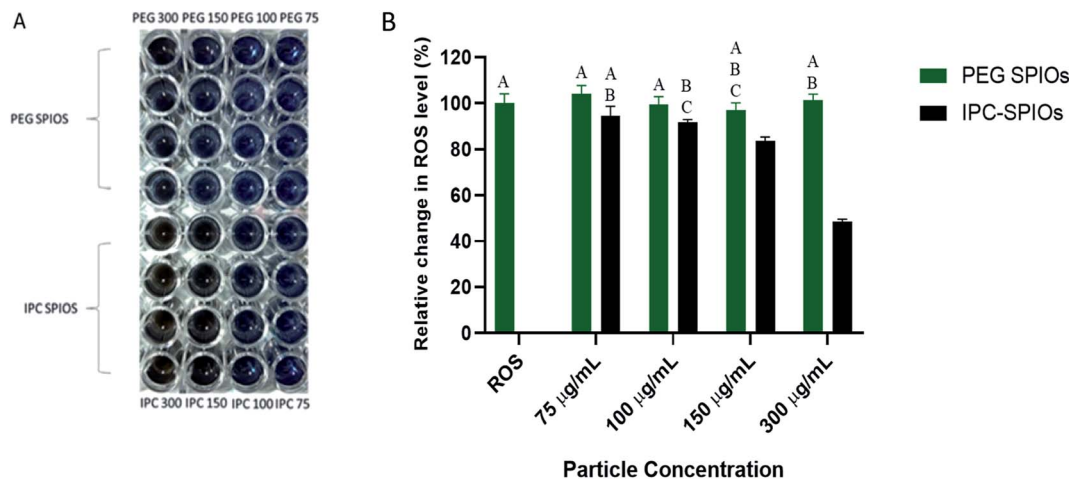 A
PEG 300 PEG 150 PEG 100 PEG 75
PEG SPIOS
IPC SPIOS
IPC 300 IPC 150 IPC 100 IPC 75
B
Relative change in ROS level (%)
120
100
80
60
40
20
0
A
A
A
B
A
B
C
A
B
C
A
B
ROS
75 μg/mL
100 μg/mL
150 μg/mL
300 μg/mL
Particle Concentration
PEG SPIOs
IPC-SPIOs